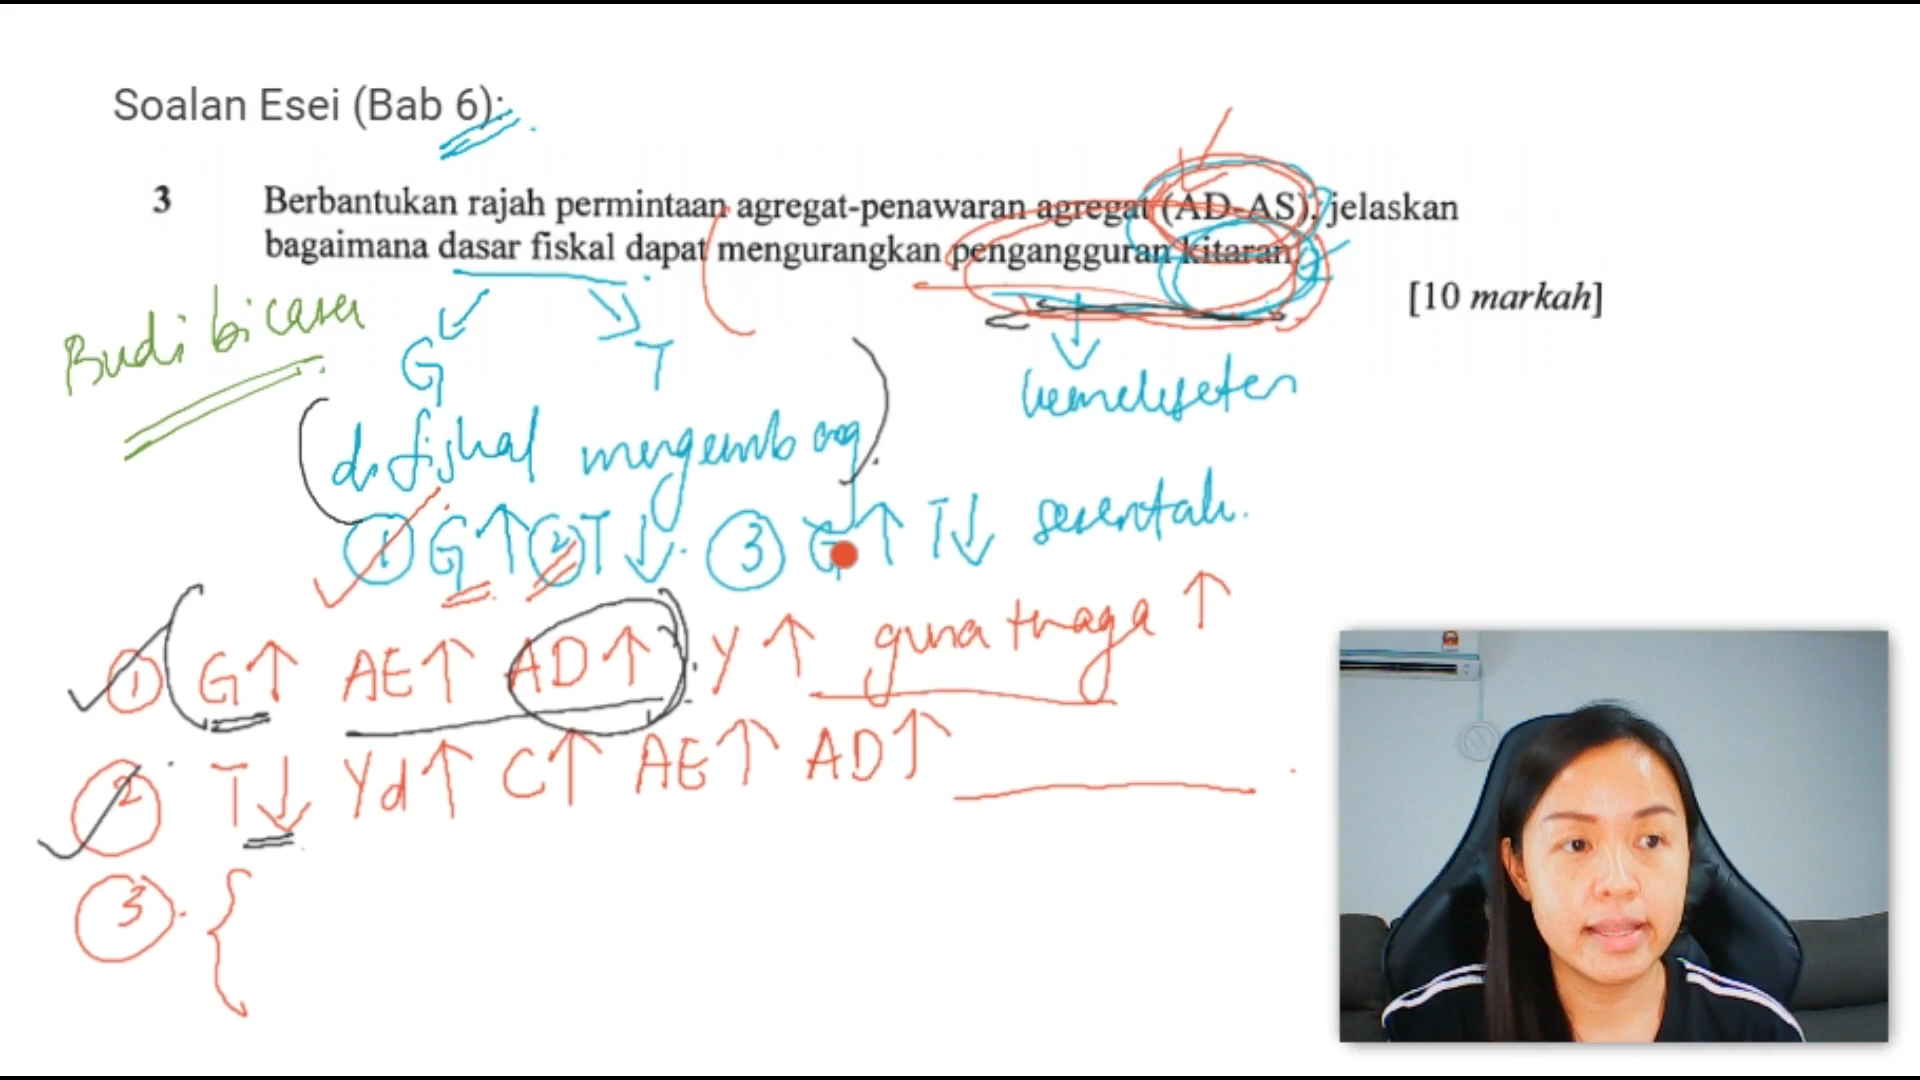 Soalan Esei (Bab 6):
3 Berbantukan rajah permintaan agregat-penawaran agregat (AD-AS), jelaskan
bagaimana dasar fiskal dapat mengurangkan pengangguran kitaran.
[10 markah]
Budi bicara
G T
kemelesetan
d. fiskal mengembang
① G↑ ② T↓. ③ G↑ T↓ serentak.
① G↑ AE↑ AD↑. Y↑ guna tnaga ↑
② T↓ Yd↑ C↑ AE↑ AD↑
③. {